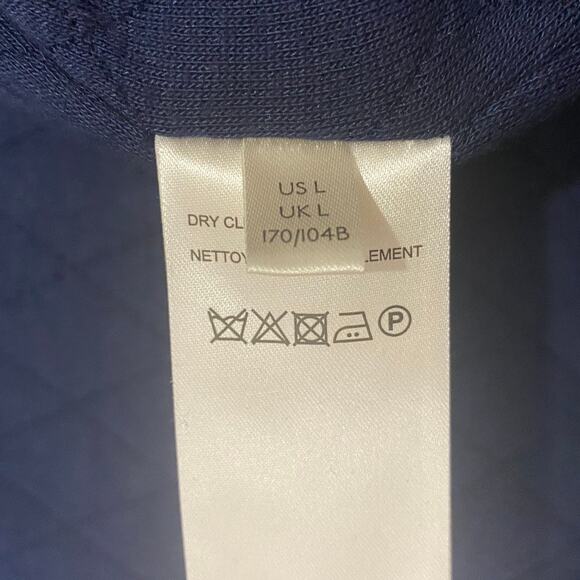 US L
UK L
170/104B
DRY CL
NETTOY
LEMENT
P